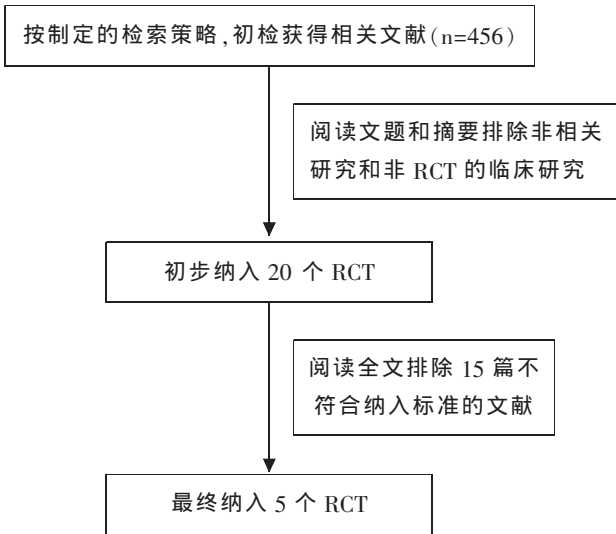 按制定的检索策略,初检获得相关文献(n=456)
阅读文题和摘要排除非相关
研究和非 RCT 的临床研究
初步纳入 20 个 RCT
阅读全文排除 15 篇不
符合纳入标准的文献
最终纳入 5 个 RCT